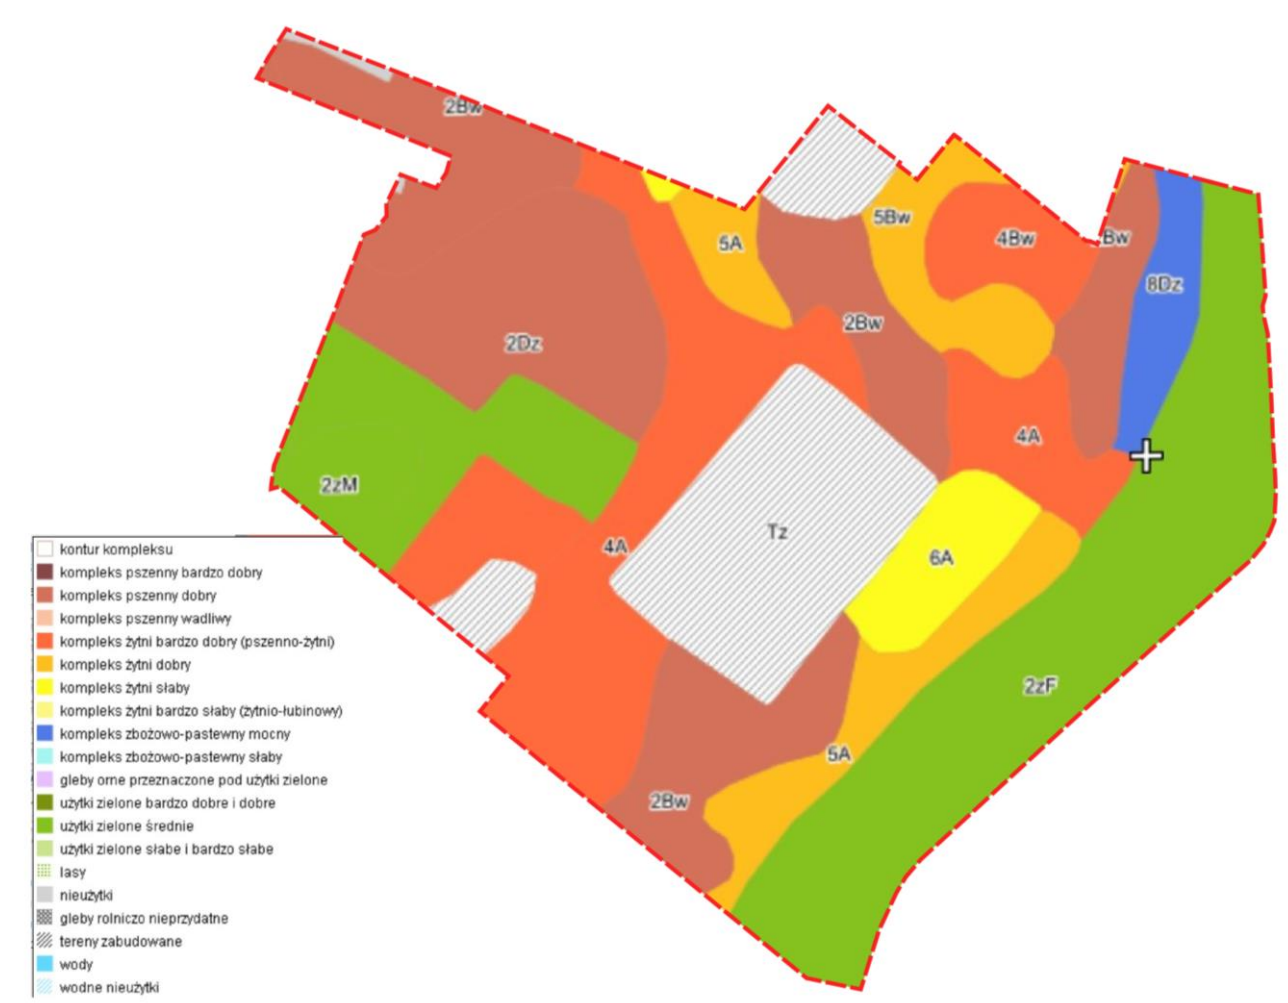 2Bw
5Bw
4Bw
Bw
5A
8Dz
2Bw
2Dz
4A
2zM
Tz
4A
6A
2zF
5A
2Bw
kontur kompleksu
kompleks pszenny bardzo dobry
kompleks pszenny dobry
kompleks pszenny wadliwy
kompleks żytni bardzo dobry (pszenno-żytni)
kompleks żytni dobry
kompleks żytni słaby
kompleks żytni bardzo słaby (żytnio-łubinowy)
kompleks zbożowo-pastewny mocny
kompleks zbożowo-pastewny słaby
gleby orne przeznaczone pod użytki zielone
użytki zielone bardzo dobre i dobre
użytki zielone średnie
użytki zielone słabe i bardzo słabe
lasy
nieużytki
gleby rolniczo nieprzydatne
tereny zabudowane
wody
wodne nieużytki